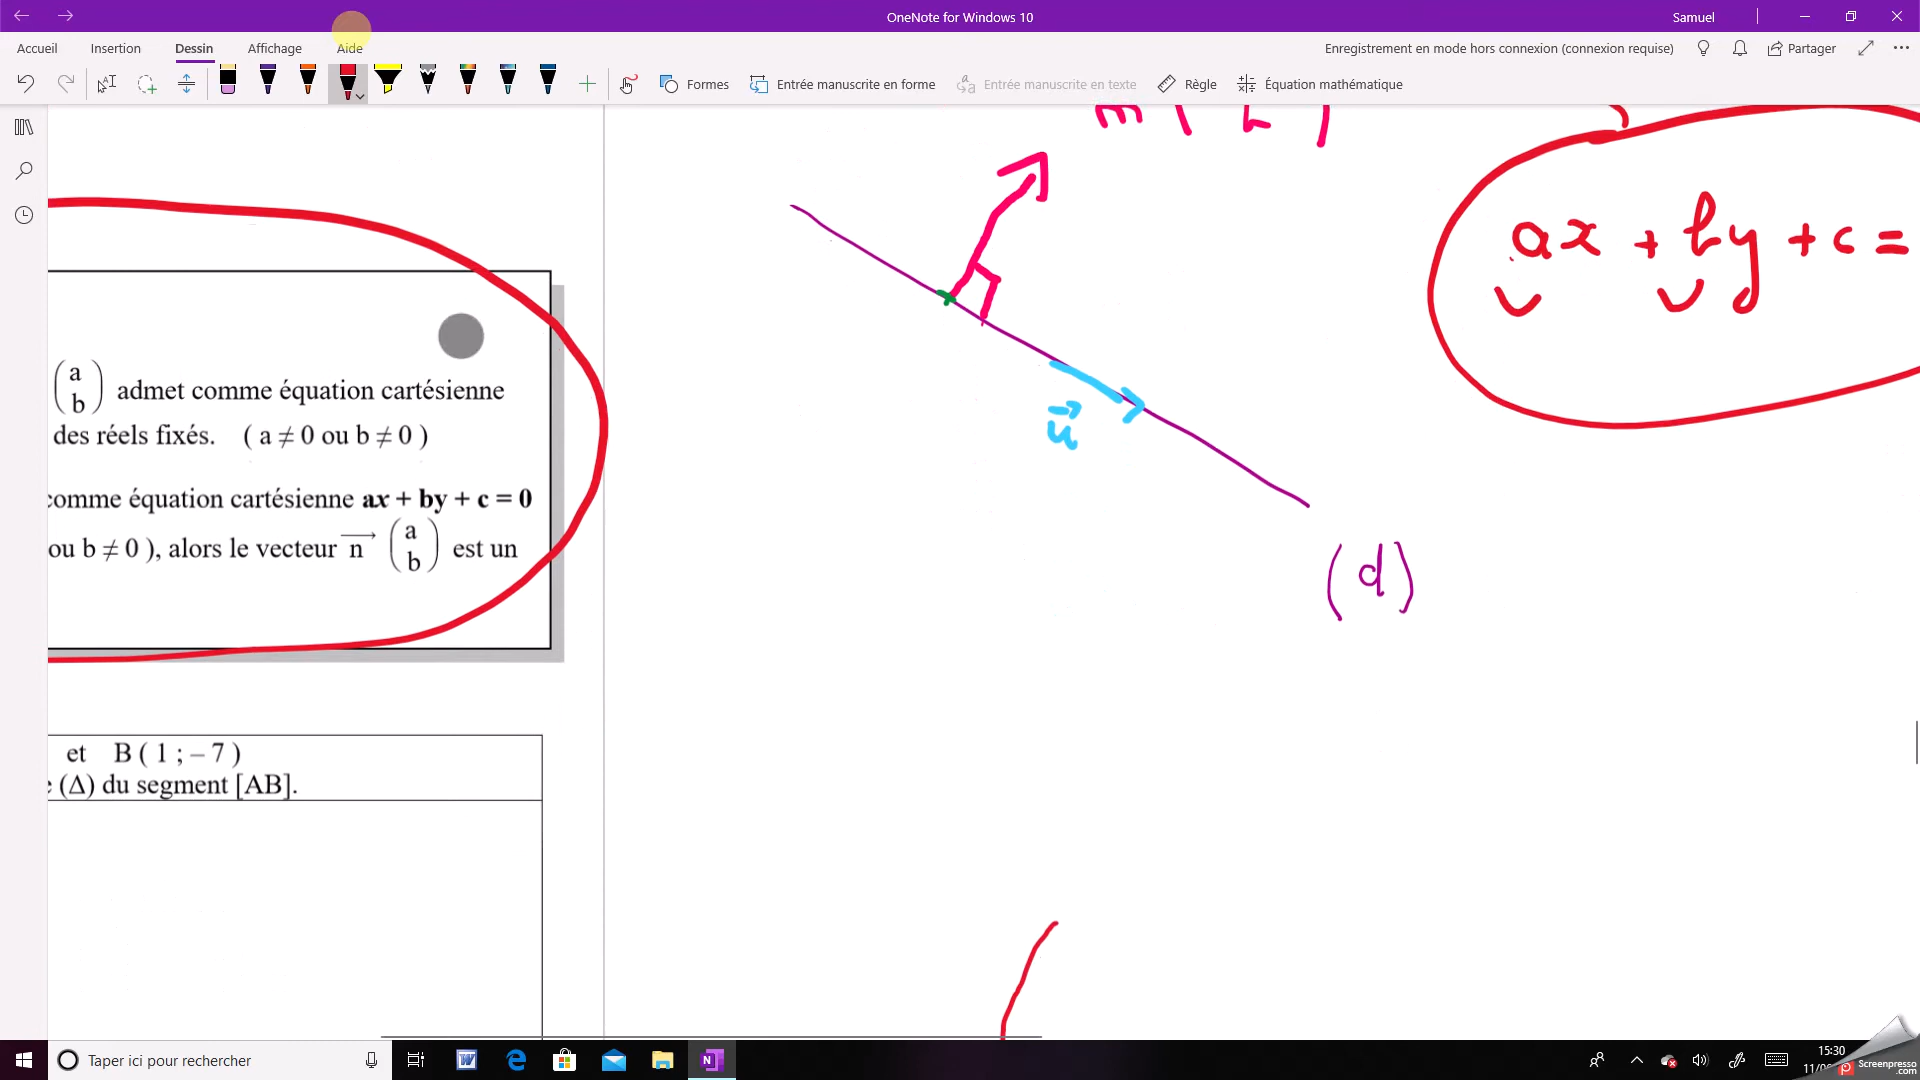 OneNote for Windows 10
Samuel
Accueil
Insertion
Dessin
Affichage
Aide
Enregistrement en mode hors connexion (connexion requise)
Partager
Formes
Entrée manuscrite en forme
Entrée manuscrite en texte
Règle
Équation mathématique
ax + by + c =
(a b) admet comme équation cartésienne
des réels fixés. ( a ≠ 0 ou b ≠ 0 )
comme équation cartésienne ax + by + c = 0
ou b ≠ 0 ), alors le vecteur n (a b) est un
u
(d)
et B ( 1 ; – 7 )
(Δ) du segment [AB].
Taper ici pour rechercher
15:30
Screenpresso
.com